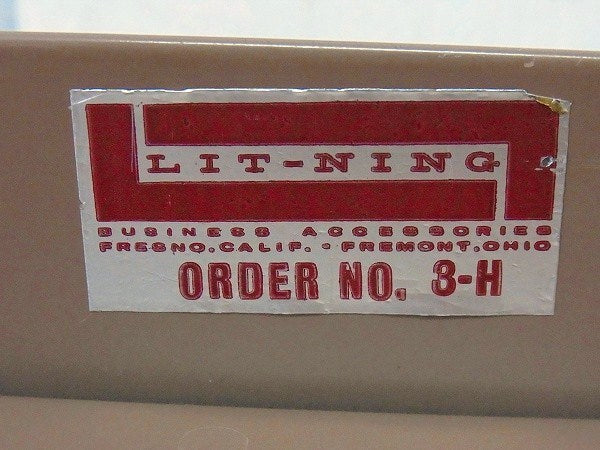 LIT-NING
BUSINESS ACCESSORIES
FRESNO, CALIF. - FREMONT, OHIO
ORDER NO. 3-H